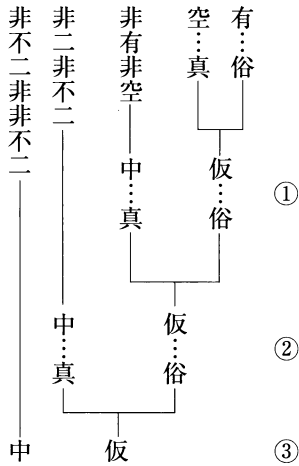 有…俗
空…真
非有非空
非二非不二
非不二非非不二
仮…俗
中…真
①
仮…俗
中…真
②
仮
中
③